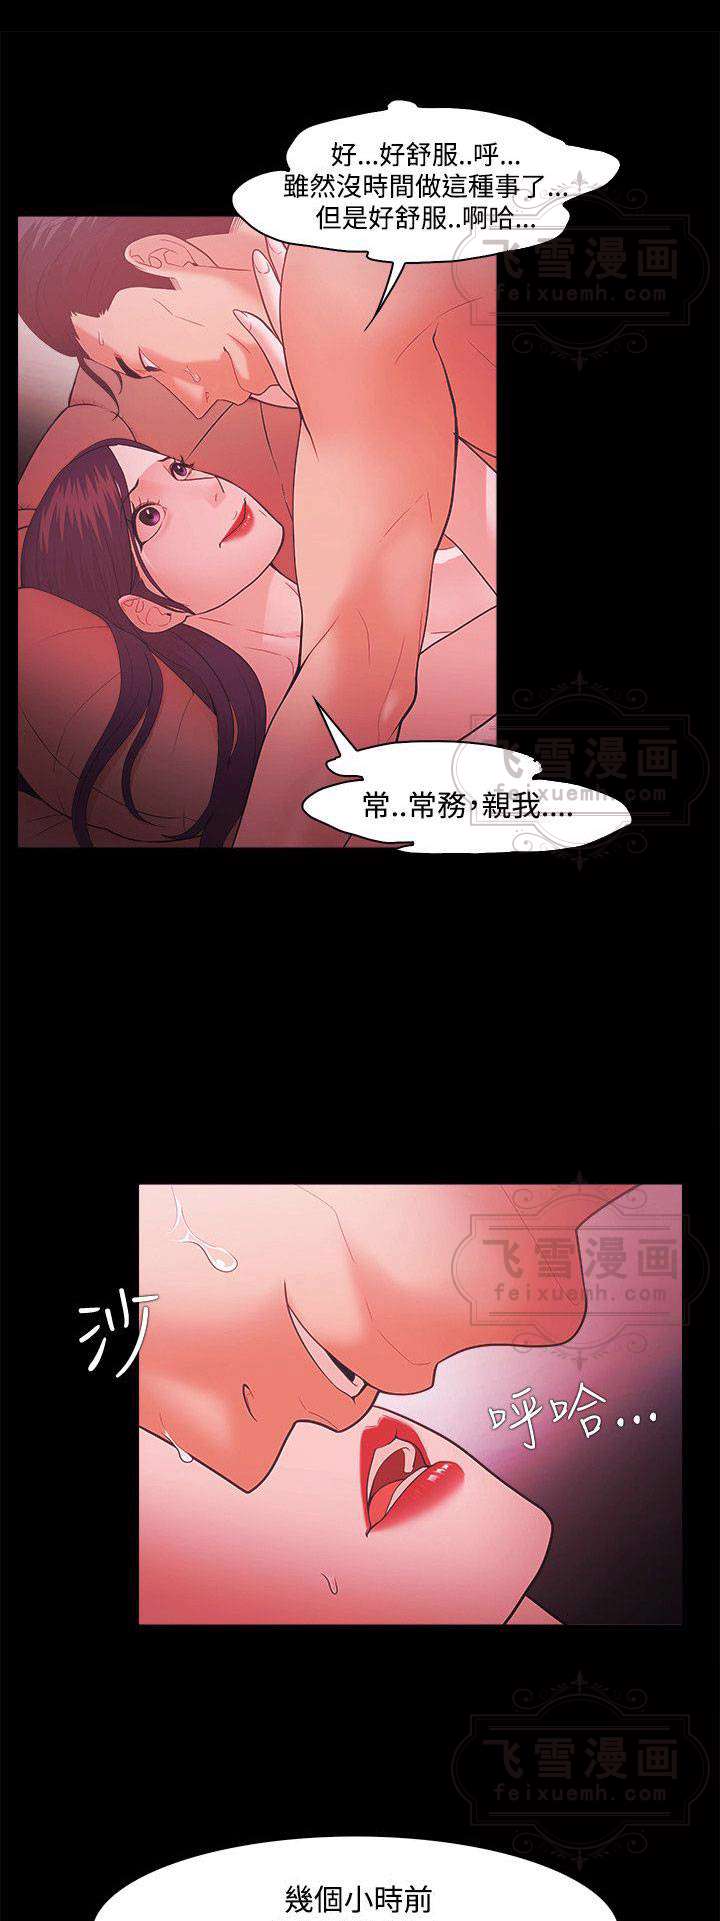 好...好舒服..呼...
雖然沒時間做這種事了...
但是好舒服..啊哈...
飞雪漫画
feixuemh.com
飞雪漫画
feixuemh.com
常..常務,親我....
飞雪漫画
feixuemh.com
沙
呼哈...
飞雪漫画
feixuemh.com
幾個小時前